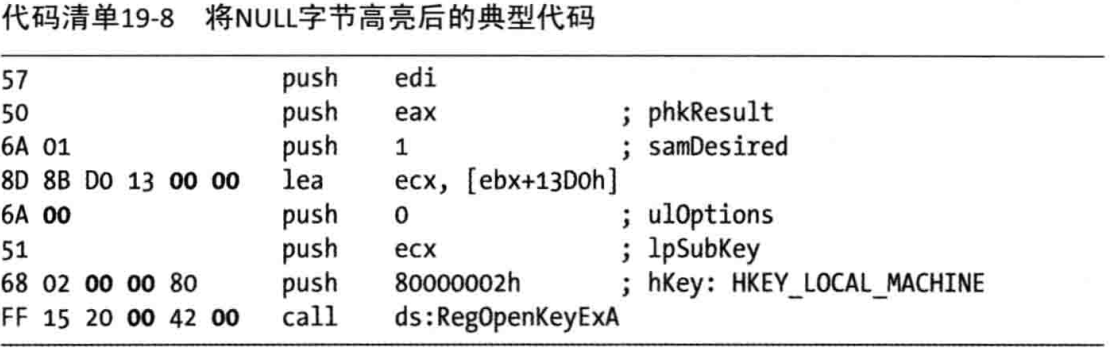 代码清单19-8 将NULL字节高亮后的典型代码
57 push edi
50 push eax ; phkResult
6A 01 push 1 ; samDesired
8D 8B D0 13 00 00 lea ecx, [ebx+13D0h]
6A 00 push 0 ; ulOptions
51 push ecx ; lpSubKey
68 02 00 00 80 push 80000002h ; hKey: HKEY_LOCAL_MACHINE
FF 15 20 00 42 00 call ds:RegOpenKeyExA